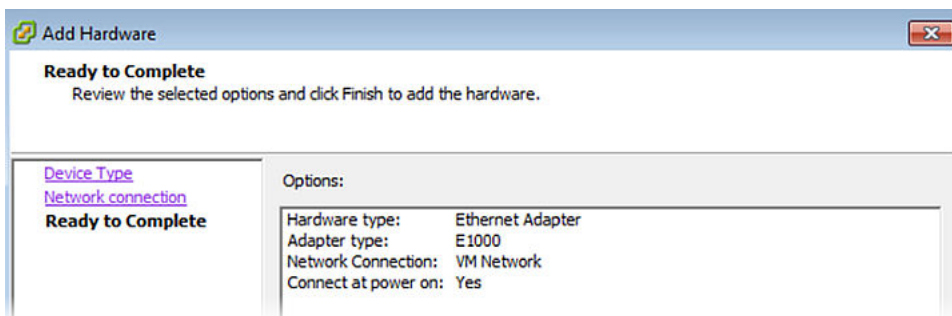 Add Hardware
Ready to Complete
Review the selected options and click Finish to add the hardware.
Device Type
Network connection
Ready to Complete
Options:
Hardware type: Ethernet Adapter
Adapter type: E1000
Network Connection: VM Network
Connect at power on: Yes